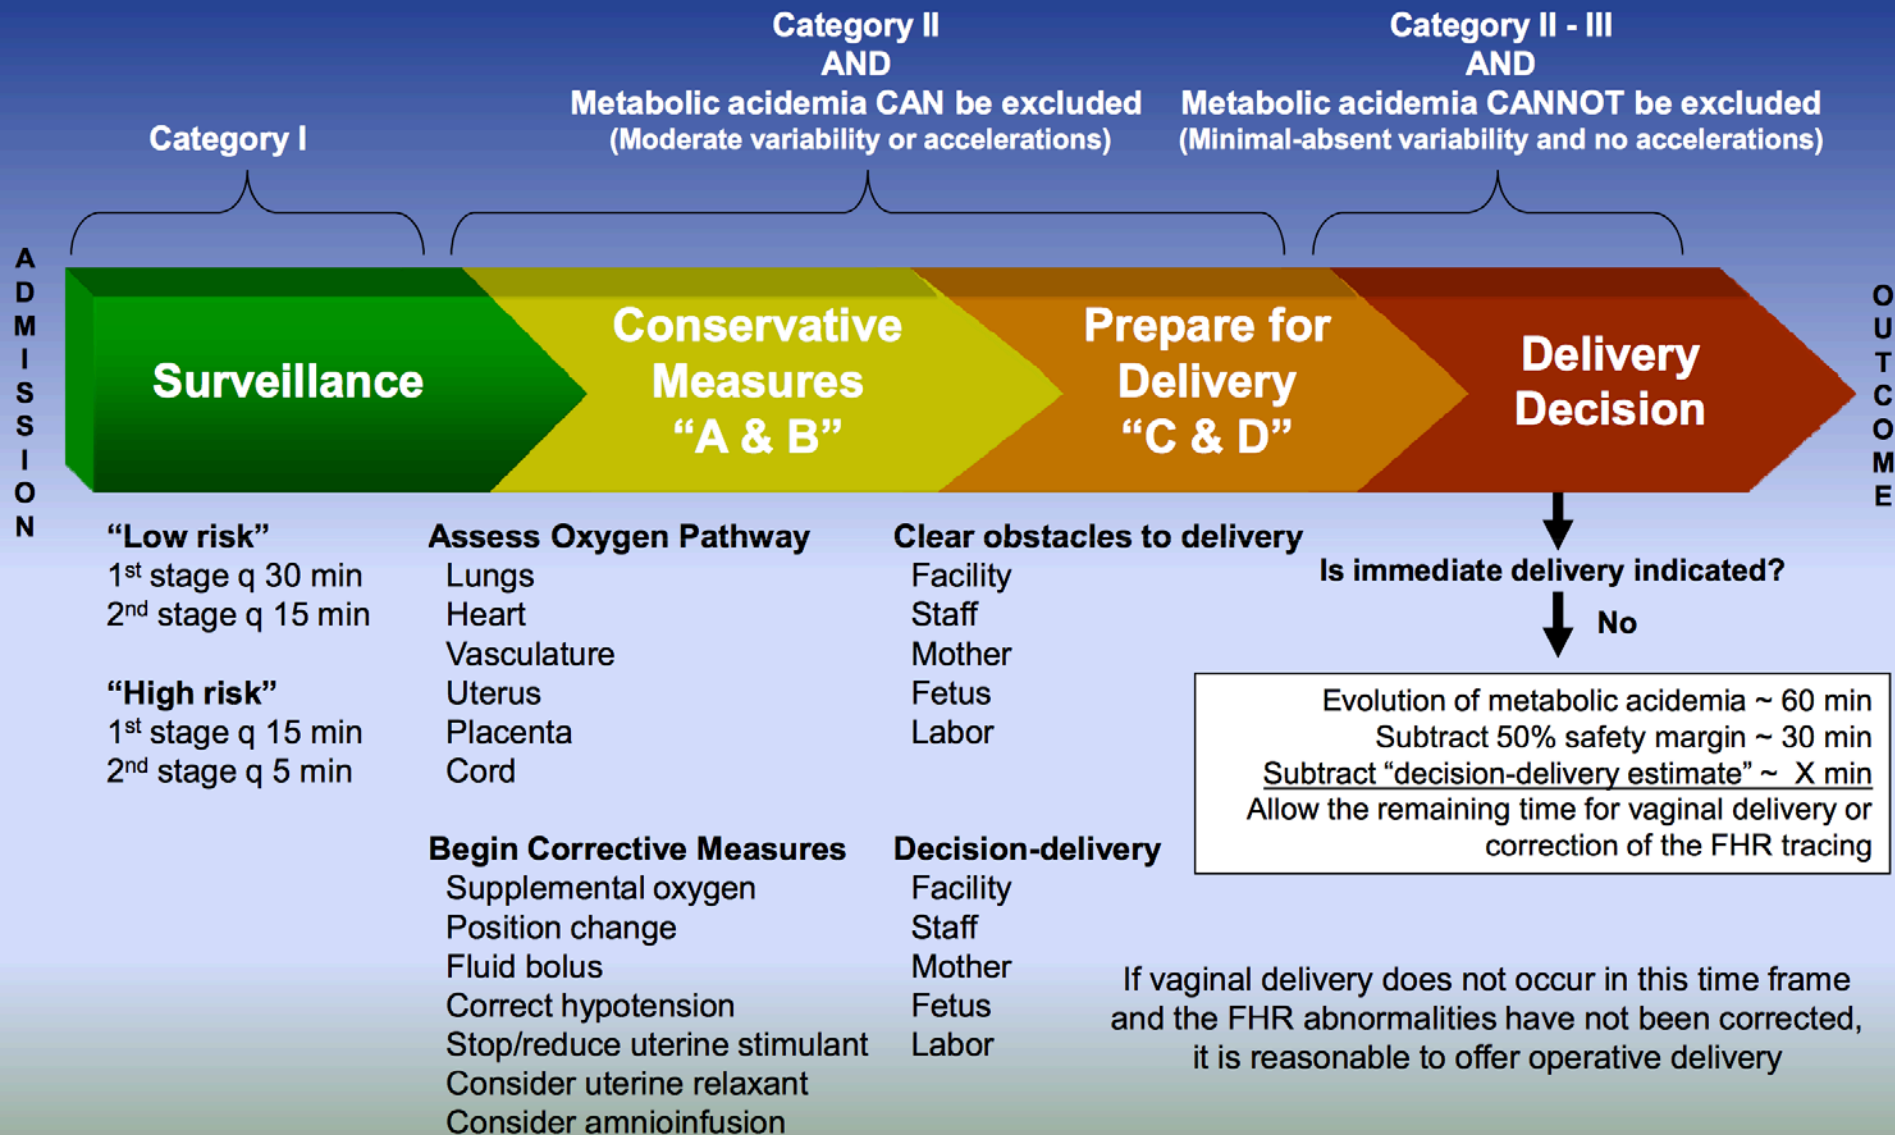 Category I
Category II
AND
Metabolic acidemia CAN be excluded
(Moderate variability or accelerations)
Category II - III
AND
Metabolic acidemia CANNOT be excluded
(Minimal-absent variability and no accelerations)
ADMISSION
Surveillance
Conservative
Measures
“A & B”
Prepare for
Delivery
“C & D”
Delivery
Decision
OUTCOME
“Low risk”
1st stage q 30 min
2nd stage q 15 min
“High risk”
1st stage q 15 min
2nd stage q 5 min
Assess Oxygen Pathway
Lungs
Heart
Vasculature
Uterus
Placenta
Cord
Begin Corrective Measures
Supplemental oxygen
Position change
Fluid bolus
Correct hypotension
Stop/reduce uterine stimulant
Consider uterine relaxant
Consider amnioinfusion
Clear obstacles to delivery
Facility
Staff
Mother
Fetus
Labor
Decision-delivery
Facility
Staff
Mother
Fetus
Labor
Is immediate delivery indicated?
No
Evolution of metabolic acidemia ~ 60 min
Subtract 50% safety margin ~ 30 min
Subtract “decision-delivery estimate” ~ X min
Allow the remaining time for vaginal delivery or
correction of the FHR tracing
If vaginal delivery does not occur in this time frame
and the FHR abnormalities have not been corrected,
it is reasonable to offer operative delivery